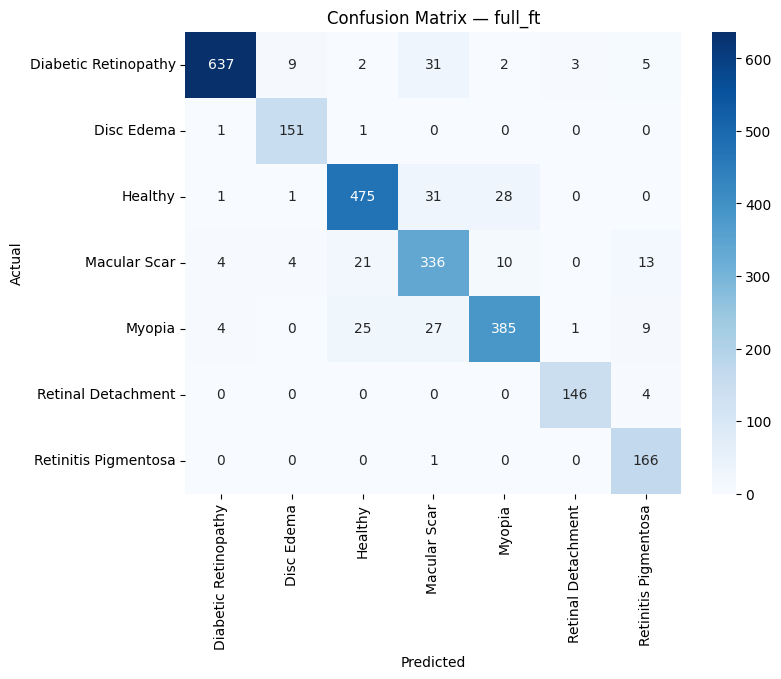 Confusion Matrix — full_ft
Actual
Diabetic Retinopathy 637 9 2 31 2 3 5
Disc Edema 1 151 1 0 0 0 0
Healthy 1 1 475 31 28 0 0
Macular Scar 4 4 21 336 10 0 13
Myopia 4 0 25 27 385 1 9
Retinal Detachment 0 0 0 0 0 146 4
Retinitis Pigmentosa 0 0 0 1 0 0 166
Diabetic Retinopathy
Disc Edema
Healthy
Macular Scar
Myopia
Retinal Detachment
Retinitis Pigmentosa
Predicted
600
500
400
300
200
100
0